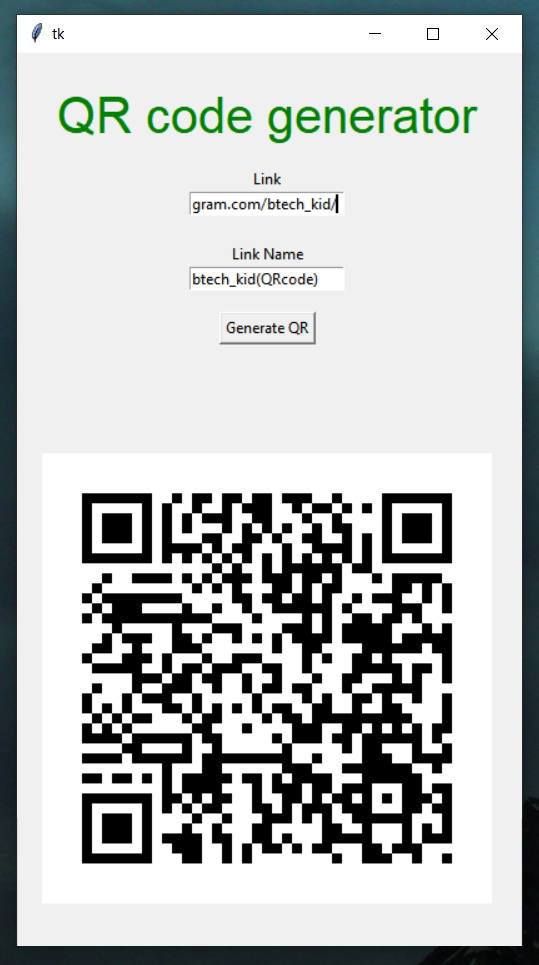 tk
QR code generator
Link
gram.com/btech_kid/
Link Name
btech_kid(QRcode)
Generate QR